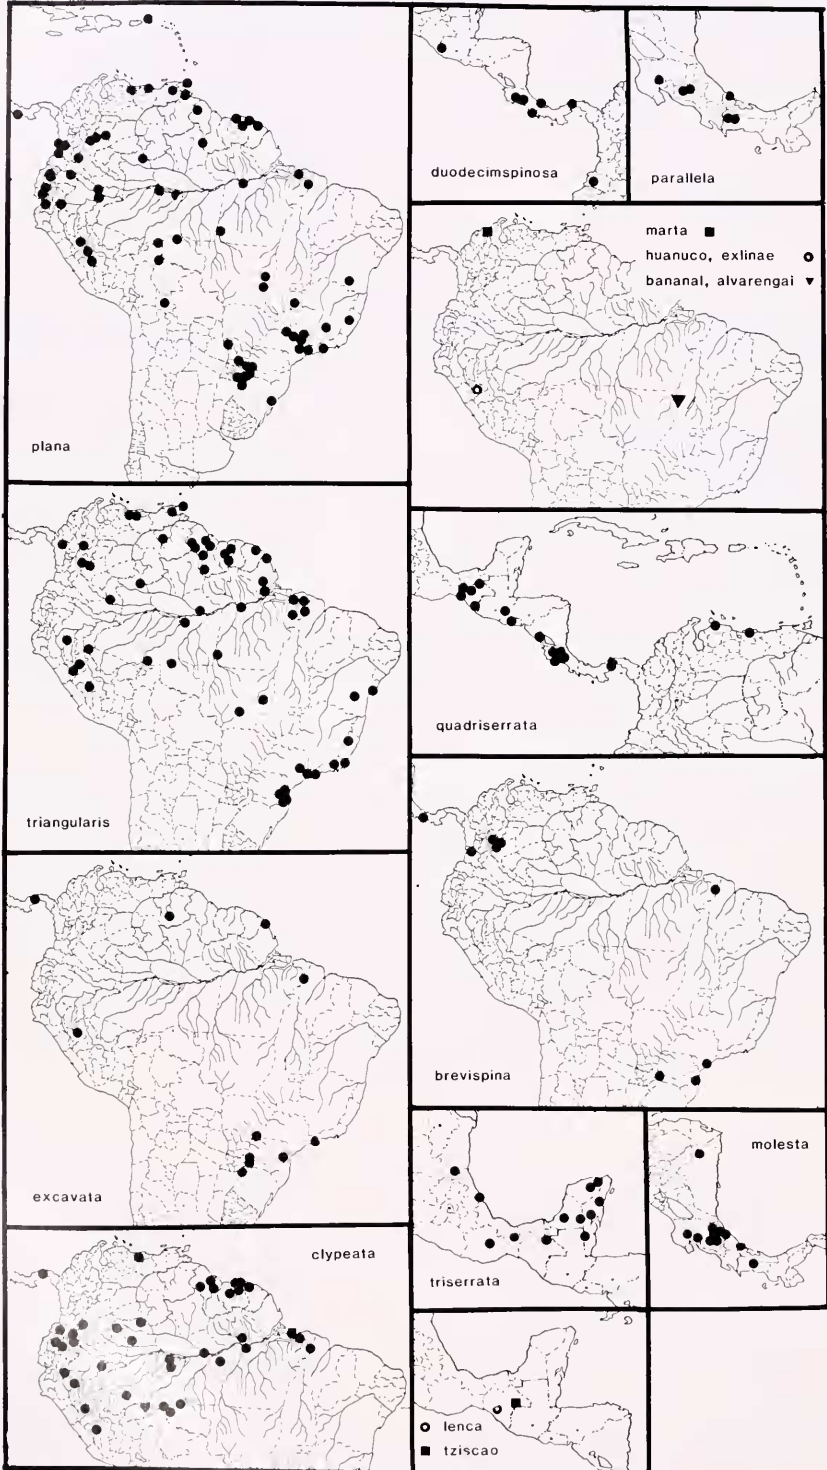 plana
triangularis
excavata
clypeata
duodecimspinosa
parallela
marta
huanuco, exlinae
bananal, alvarengai
quadriserrata
brevispina
triserrata
molesta
lenca
tziscao